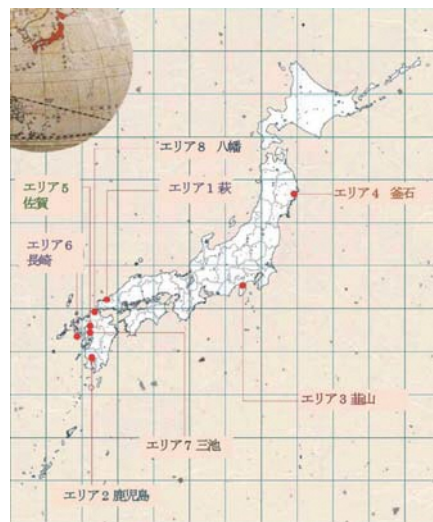 エリア８ 八幡
エリア５
佐賀
エリア１ 萩
エリア４ 釜石
エリア６
長崎
エリア３ 韮山
エリア７ 三池
エリア２ 鹿児島